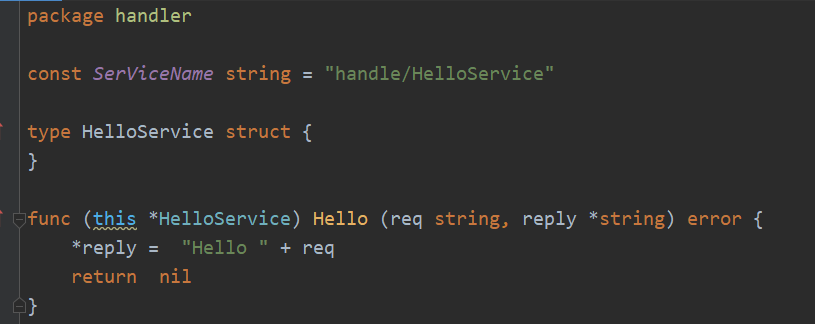 package handler
const SerViceName string = "handle/HelloService"
type HelloService struct {
}
func (this *HelloService) Hello (req string, reply *string) error {
*reply =  "Hello " + req
return  nil
}